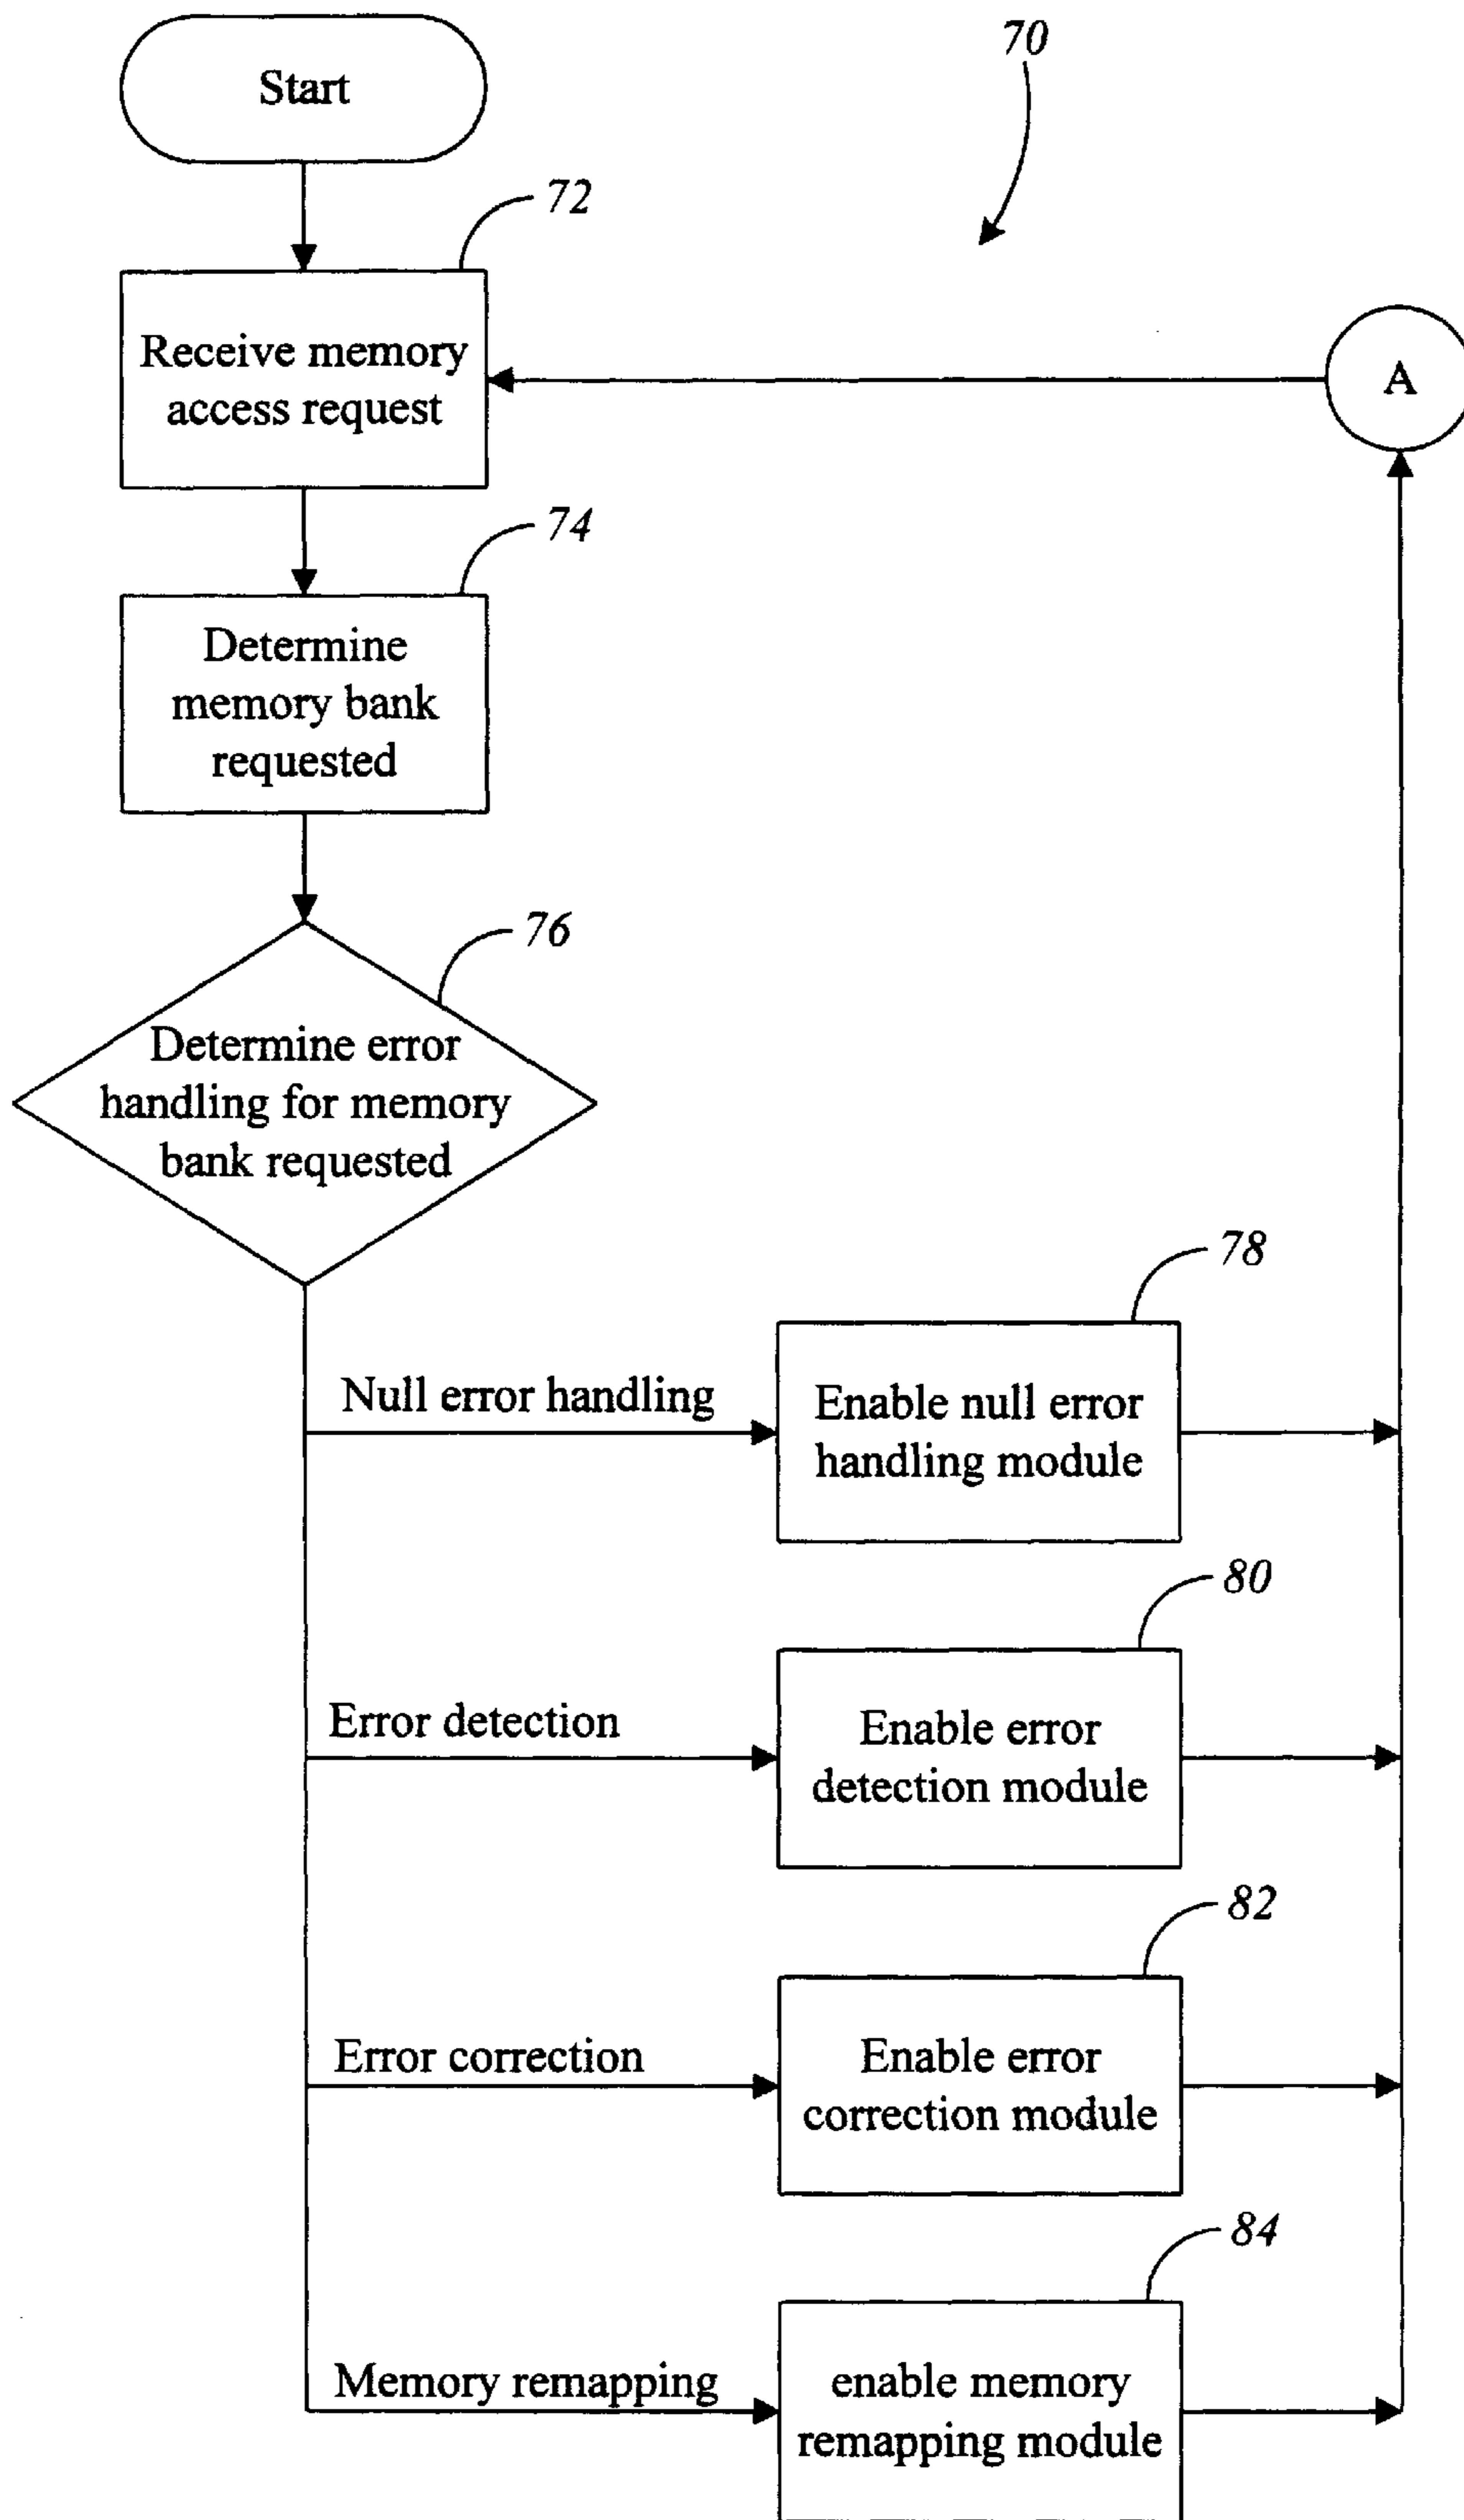 Start
70
72
Receive memory
access request
A
74
Determine
memory bank
requested
76
Determine error
handling for memory
bank requested
78
Null error handling
Enable null error
handling module
80
Error detection
Enable error
detection module
82
Error correction
Enable error
correction module
84
Memory remapping
enable memory
remapping module